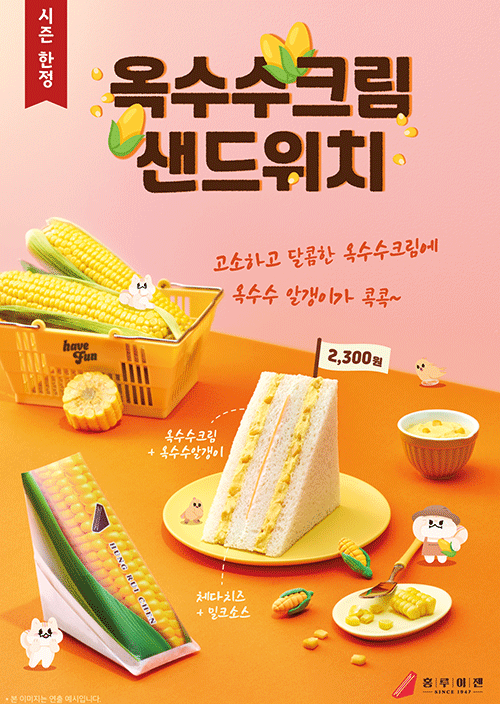 시즌 한정
옥수수크림
샌드위치
고소하고 달콤한 옥수수크림에
옥수수 알갱이가 콕콕~
have
Fun
2,300원
옥수수크림
+ 옥수수알갱이
HUNG RUI CHEN
체다치즈
+ 밀크소스
홍루이젠
SINCE 1947
* 본 이미지는 연출 예시입니다.